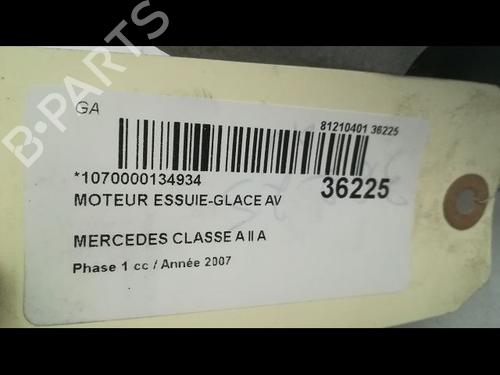 B-PARTS
GA
81210401 36225
*1070000134934
36225
MOTEUR ESSUIE-GLACE AV
MERCEDES CLASSE A II A
Phase 1 cc / Année 2007